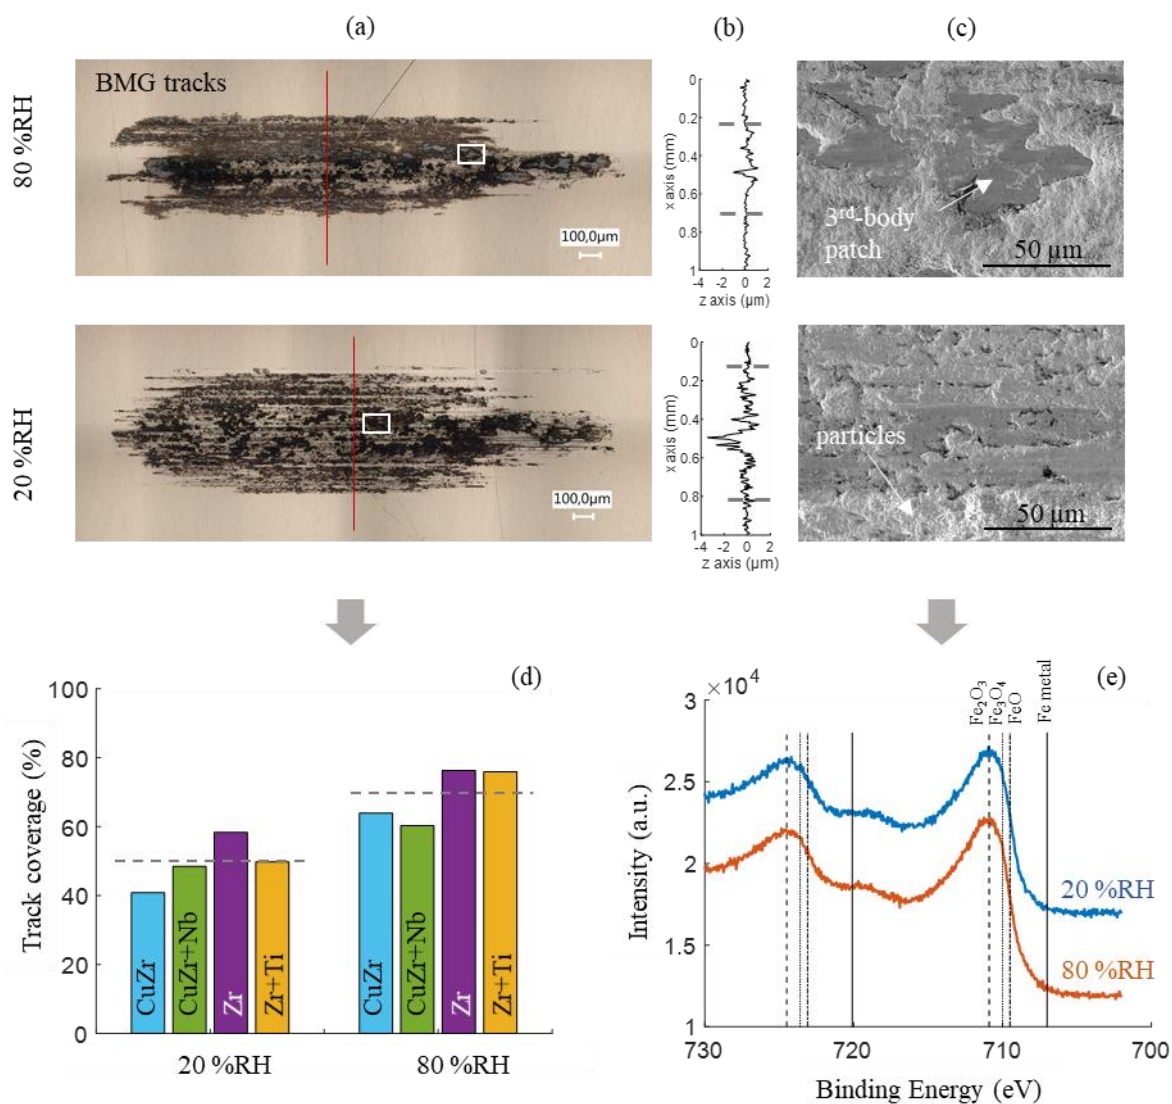 (a)
(b)
(c)
80 %RH
BMG tracks
100,0µm
0
0.2
0.4
0.6
0.8
1
x axis (mm)
-4 -2 0 2
z axis (µm)
3rd-body
patch
50 µm
20 %RH
100,0µm
0
0.2
0.4
0.6
0.8
1
x axis (mm)
-4 -2 0 2
z axis (µm)
particles
50 µm
(d)
100
80
60
40
20
0
Track coverage (%)
CuZr
CuZr+Nb
Zr
Zr+Ti
CuZr
CuZr+Nb
Zr
Zr+Ti
20 %RH
80 %RH
(e)
×10⁴
3
2.5
2
1.5
1
Intensity (a.u.)
Fe₂O₃
Fe₃O₄
FeO
Fe metal
20 %RH
80 %RH
730 720 710 700
Binding Energy (eV)